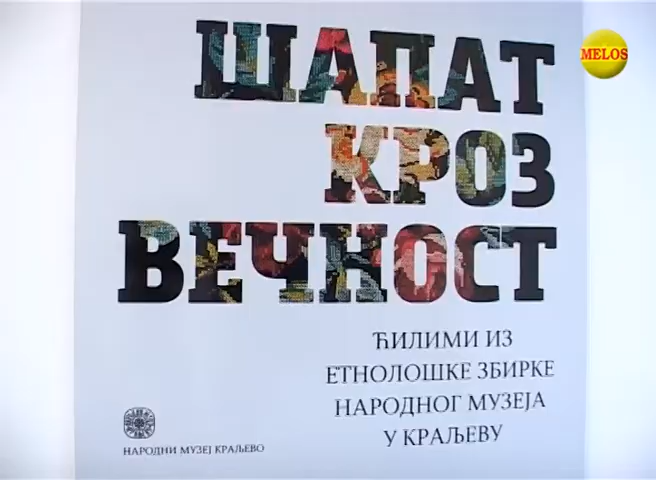 MELOS
ШАПАТ
КРОЗ
ВЕЧНОСТ
ЋИЛИМИ ИЗ
ЕТНОЛОШКЕ ЗБИРКЕ
НАРОДНОГ МУЗЕЈА
У КРАЉЕВУ
НАРОДНИ МУЗЕЈ КРАЉЕВО